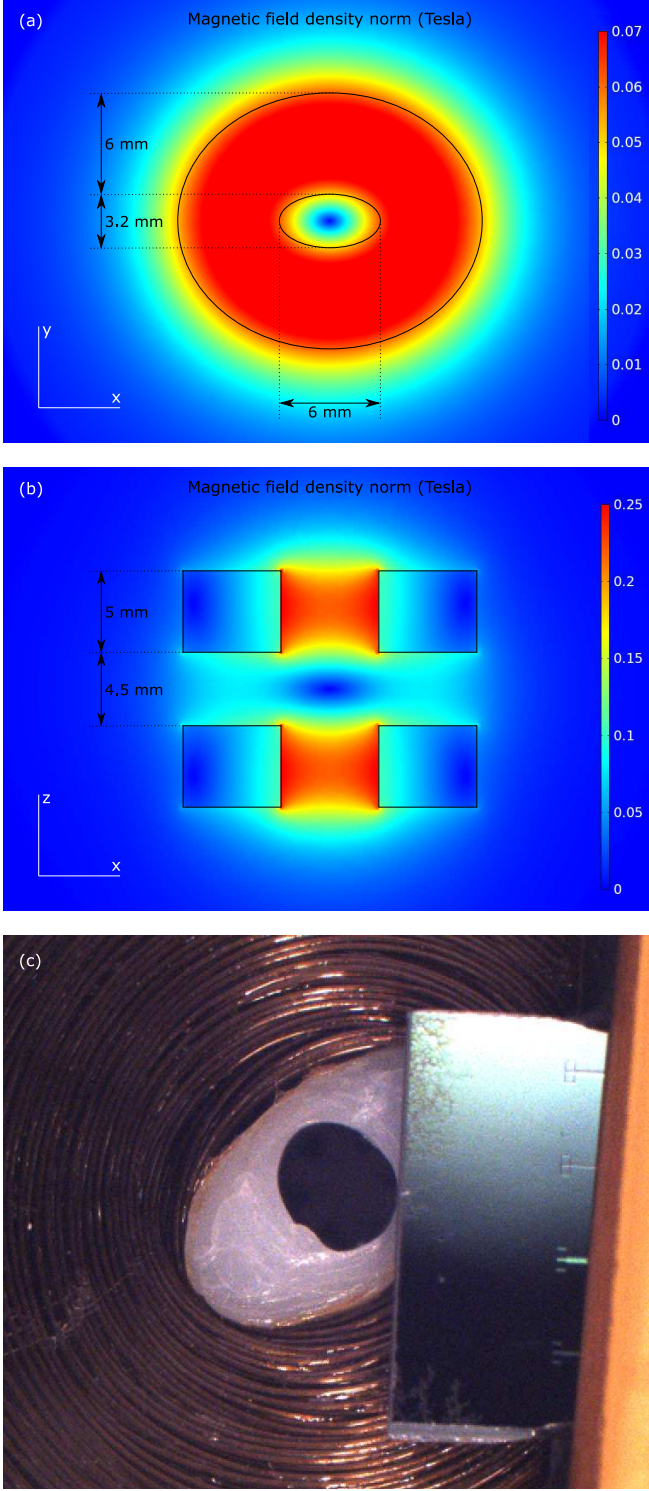 (a)
Magnetic field density norm (Tesla)
0.07
0.06
6 mm
0.05
3.2 mm
0.04
0.03
y
0.02
x
6 mm
0.01
0
(b)
Magnetic field density norm (Tesla)
0.25
0.2
5 mm
0.15
4.5 mm
0.1
z
0.05
x
0
(c)